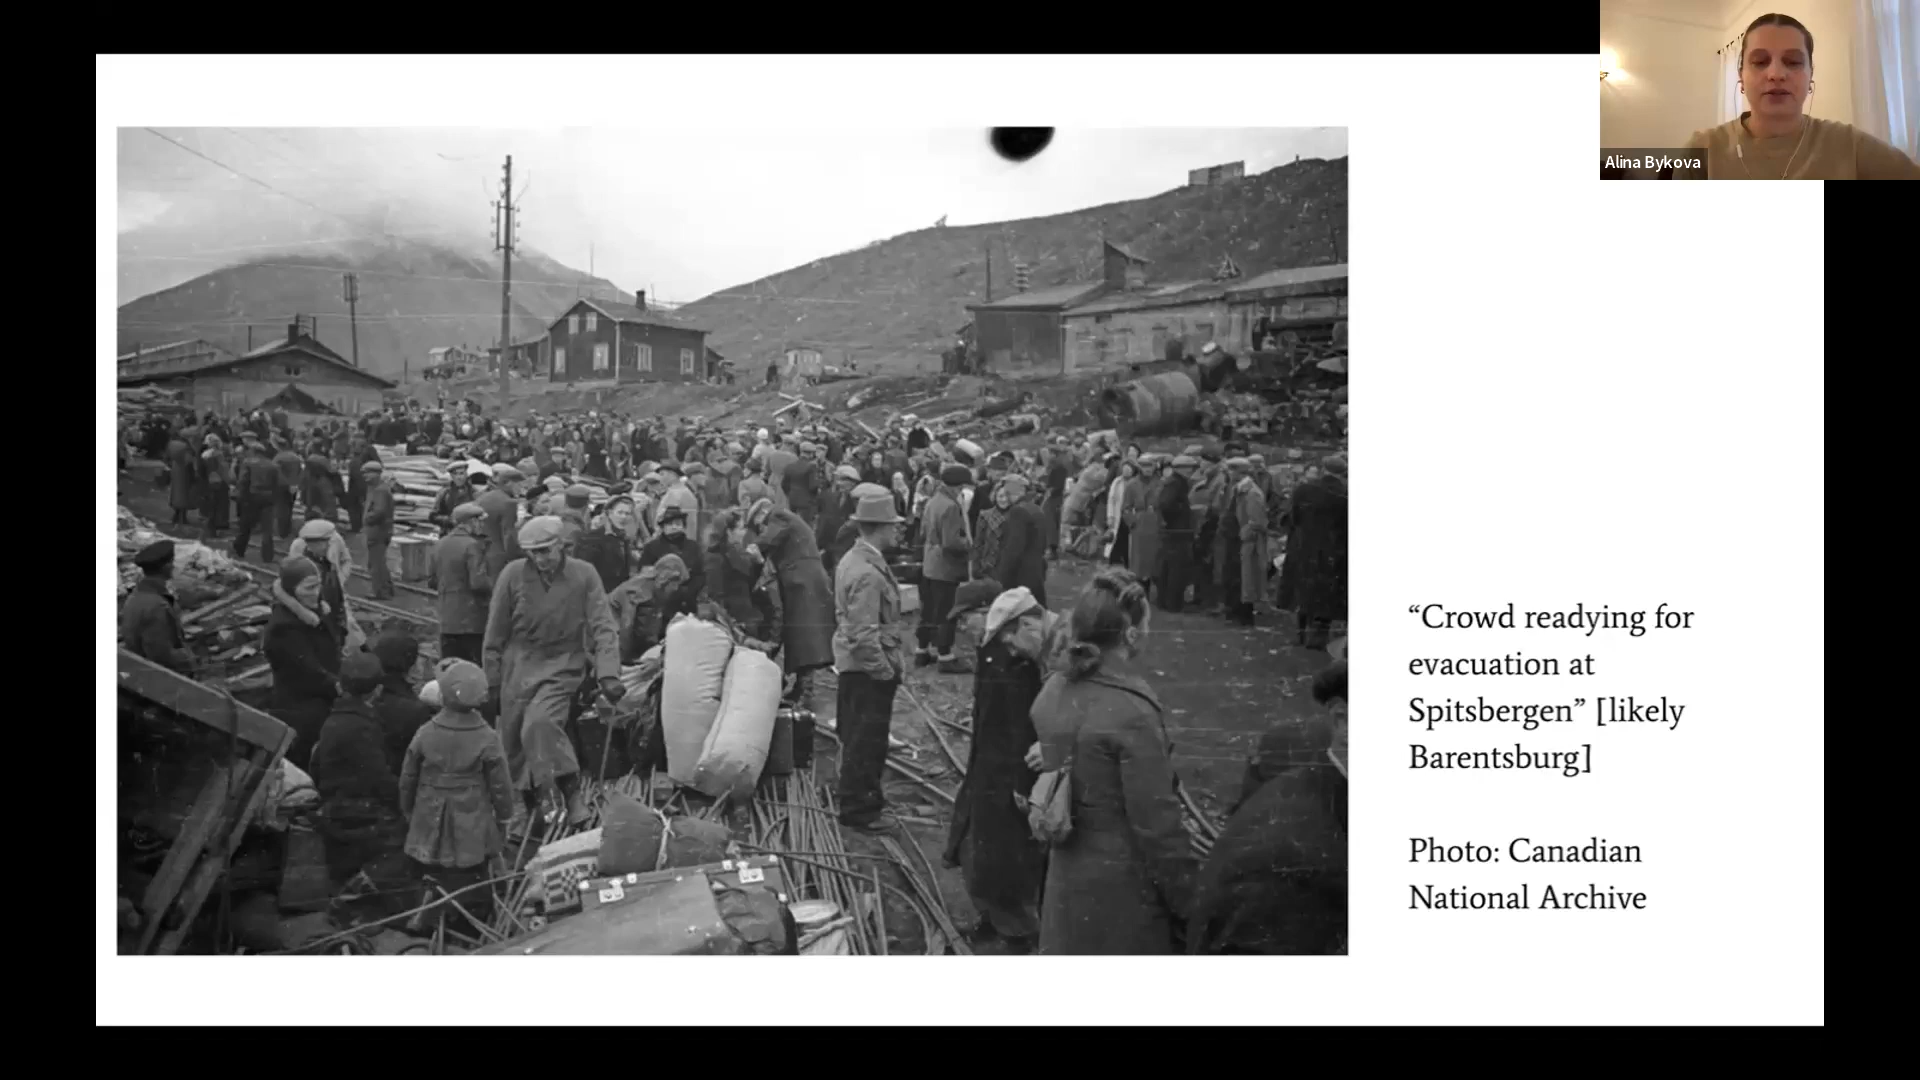 Alina Bykova
“Crowd readying for
evacuation at
Spitsbergen” [likely
Barentsburg]
Photo: Canadian
National Archive